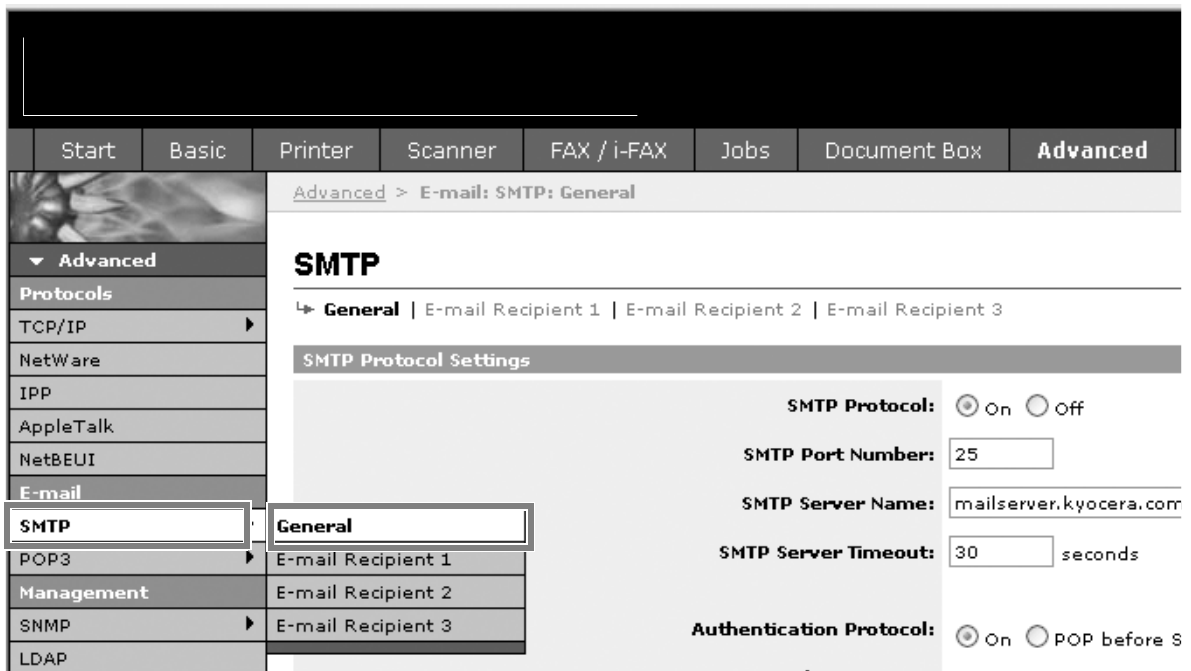 Start Basic Printer Scanner FAX / i-FAX Jobs Document Box Advanced
Advanced > E-mail: SMTP: General
Advanced
Protocols
TCP/IP
NetWare
IPP
AppleTalk
NetBEUI
E-mail
SMTP
POP3
Management
SNMP
LDAP
General
E-mail Recipient 1
E-mail Recipient 2
E-mail Recipient 3
SMTP
General | E-mail Recipient 1 | E-mail Recipient 2 | E-mail Recipient 3
SMTP Protocol Settings
SMTP Protocol: On Off
SMTP Port Number: 25
SMTP Server Name: mailserver.kyocera.com
SMTP Server Timeout: 30 seconds
Authentication Protocol: On POP before S